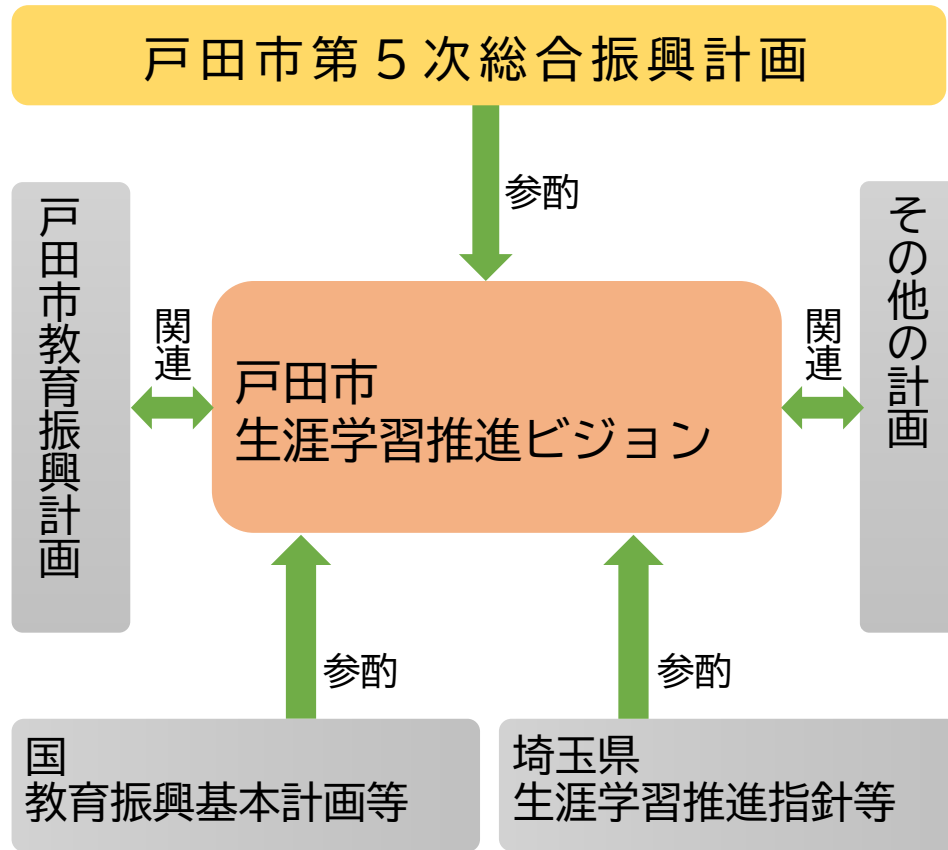 戸田市第５次総合振興計画
参酌
戸田市教育振興計画
関連
戸田市
生涯学習推進ビジョン
関連
その他の計画
参酌
参酌
国
教育振興基本計画等
埼玉県
生涯学習推進指針等